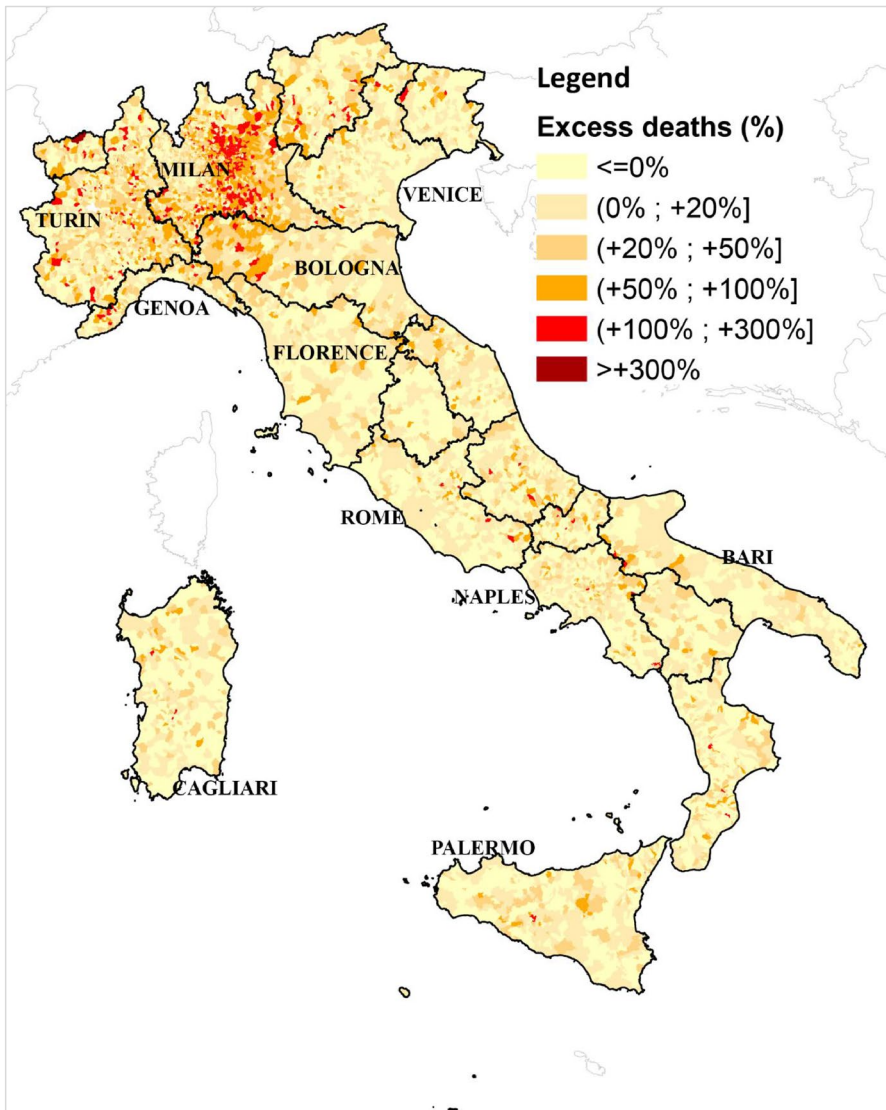 Legend
Excess deaths (%)
<=0%
(0% ; +20%]
(+20% ; +50%]
(+50% ; +100%]
(+100% ; +300%]
>+300%
MILAN
VENICE
TURIN
BOLOGNA
GENOA
FLORENCE
ROME
BARI
NAPLES
CAGLIARI
PALERMO